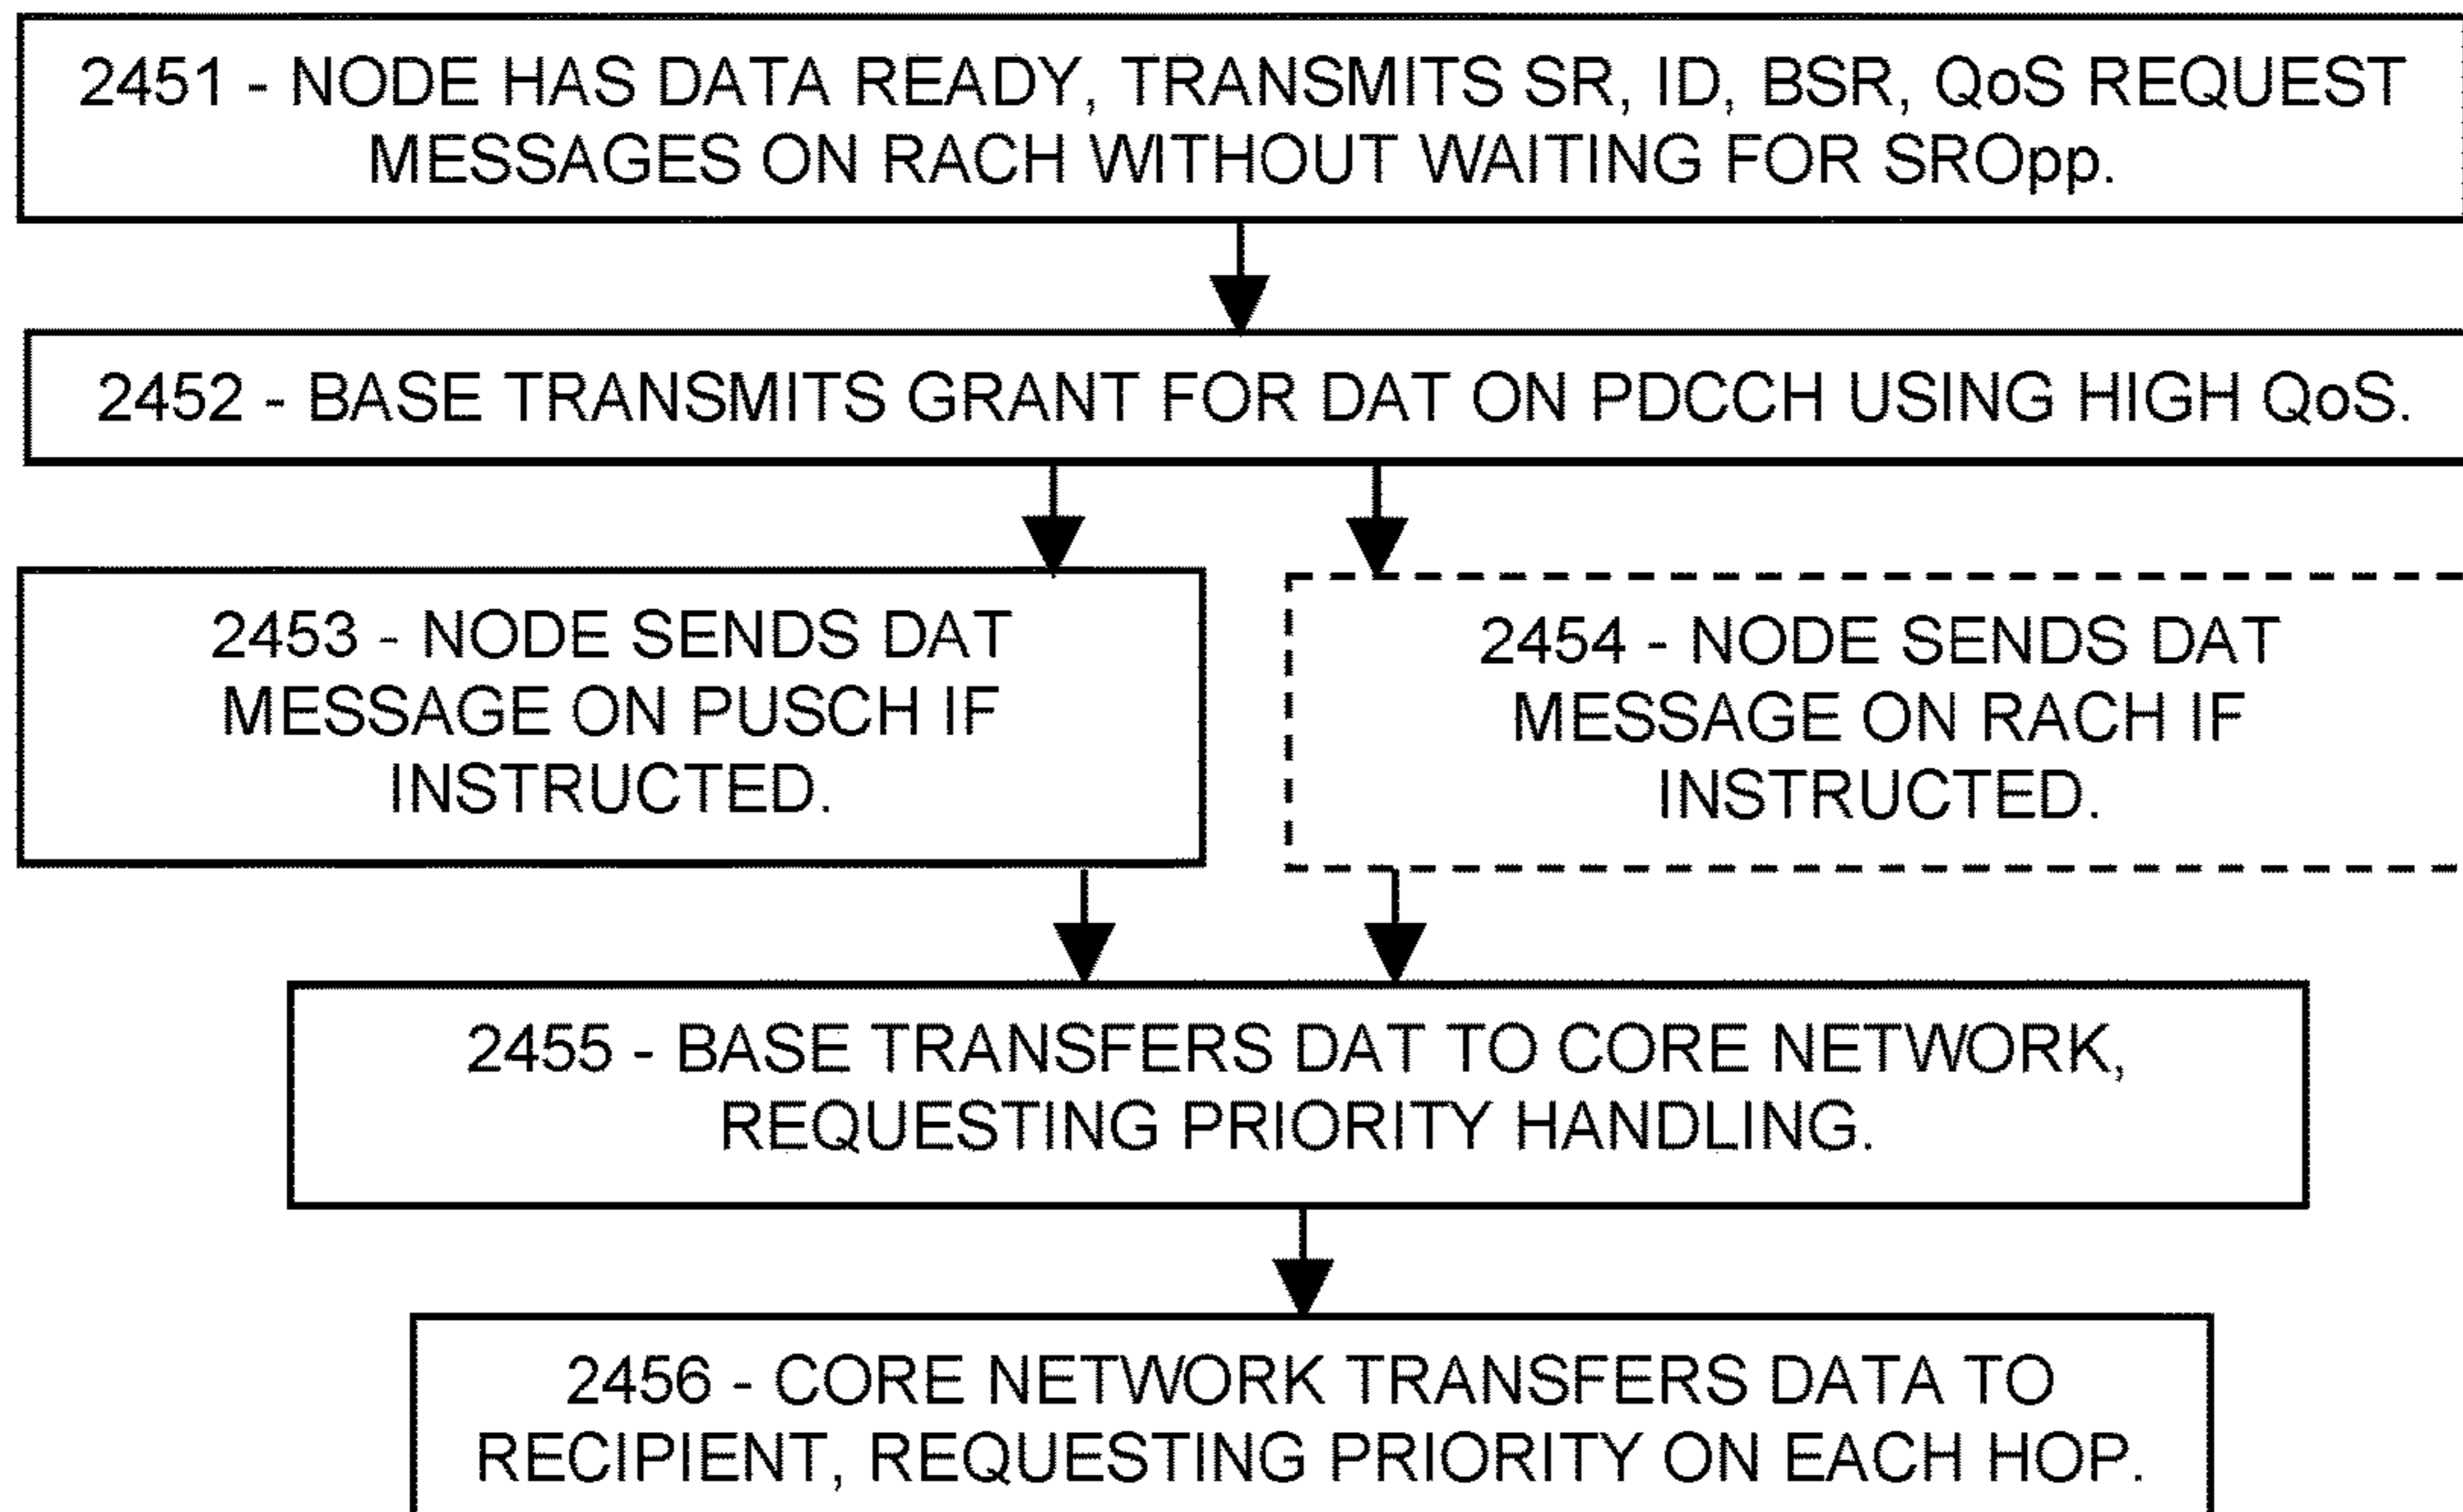 2451 - NODE HAS DATA READY, TRANSMITS SR, ID, BSR, QoS REQUEST
MESSAGES ON RACH WITHOUT WAITING FOR SROpp.
2452 - BASE TRANSMITS GRANT FOR DAT ON PDCCH USING HIGH QoS.
2453 - NODE SENDS DAT
MESSAGE ON PUSCH IF
INSTRUCTED.
2454 - NODE SENDS DAT
MESSAGE ON RACH IF
INSTRUCTED.
2455 - BASE TRANSFERS DAT TO CORE NETWORK,
REQUESTING PRIORITY HANDLING.
2456 - CORE NETWORK TRANSFERS DATA TO
RECIPIENT, REQUESTING PRIORITY ON EACH HOP.